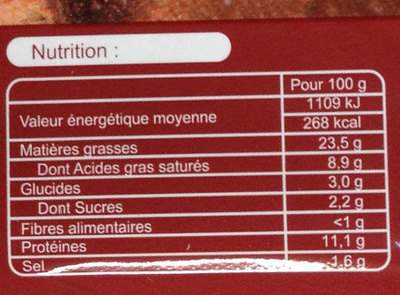 Nutrition :
Pour 100 g
Valeur énergétique moyenne 1109 kJ
268 kcal
Matières grasses 23,5 g
Dont Acides gras saturés 8,9 g
Glucides 3,0 g
Dont Sucres 2,2 g
Fibres alimentaires <1 g
Protéines 11,1 g
Sel 1,6 g